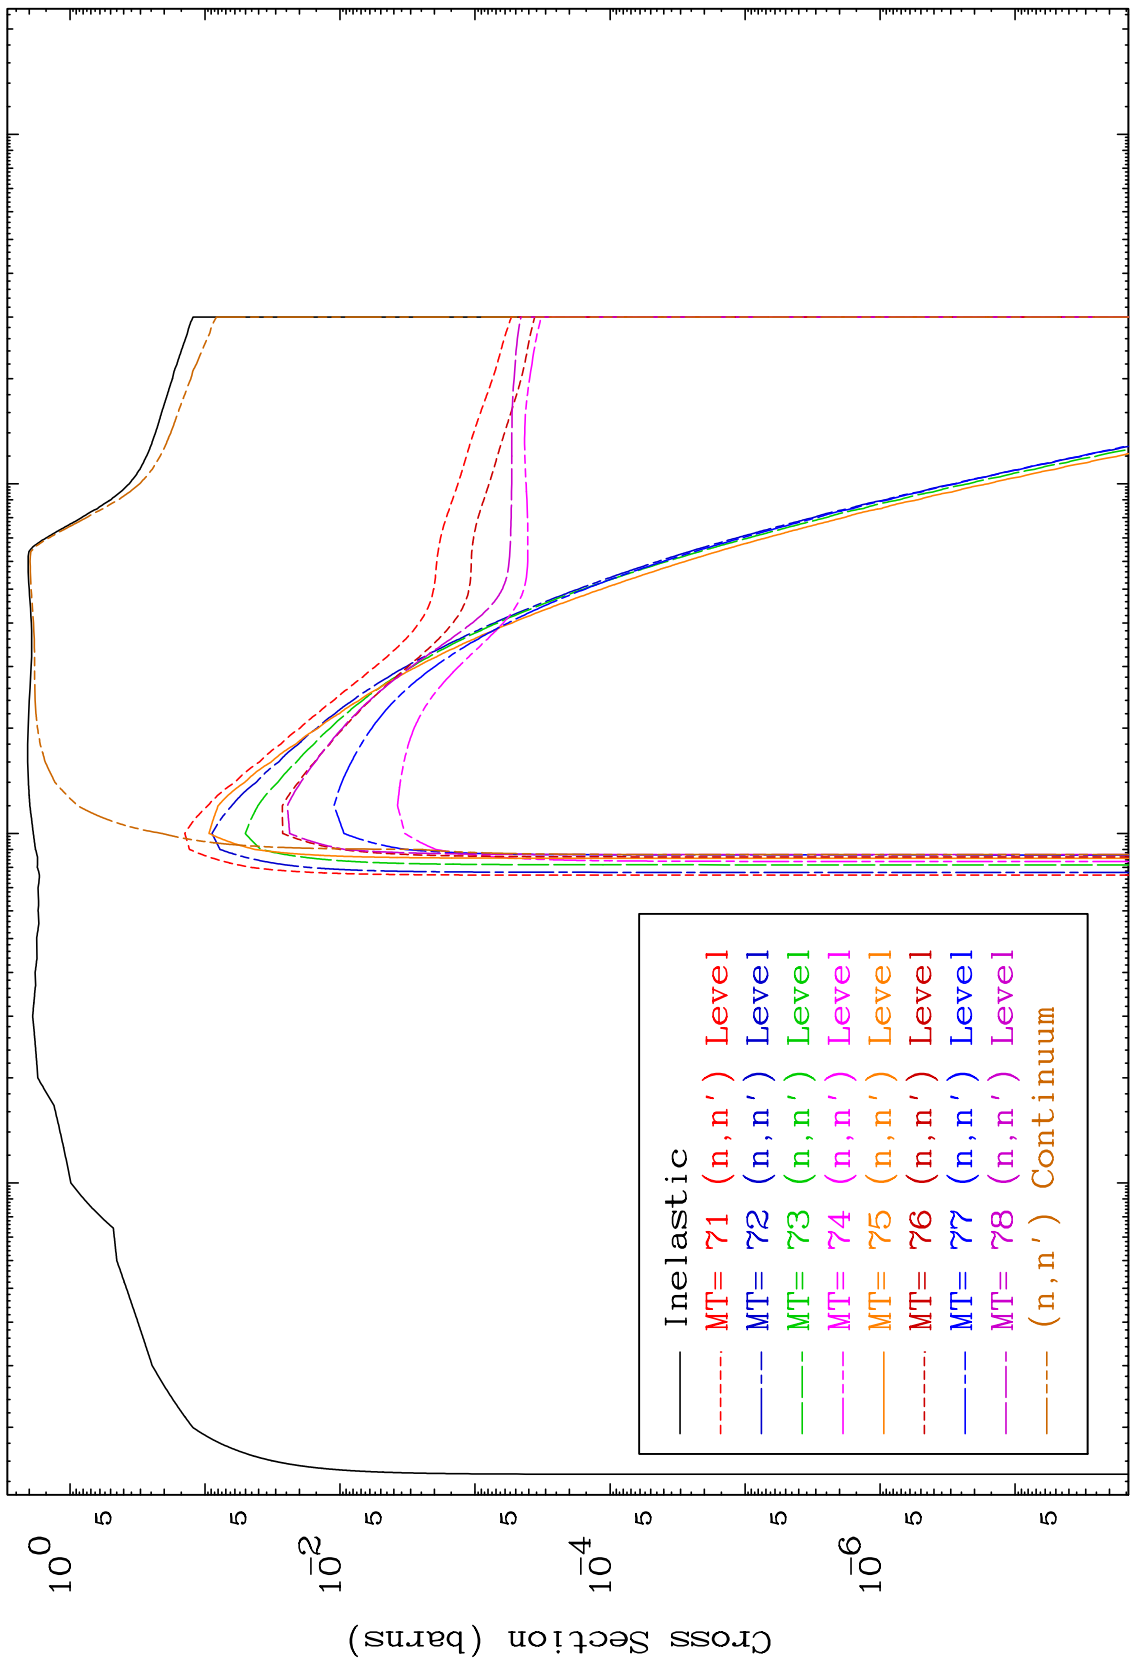 Cross Section (barns)
10⁰
5
5
10⁻²
5
5
10⁻⁴
5
5
10⁻⁶
5
5
Inelastic
MT= 71 (n,n') Level
MT= 72 (n,n') Level
MT= 73 (n,n') Level
MT= 74 (n,n') Level
MT= 75 (n,n') Level
MT= 76 (n,n') Level
MT= 77 (n,n') Level
MT= 78 (n,n') Level
(n,n') Continuum